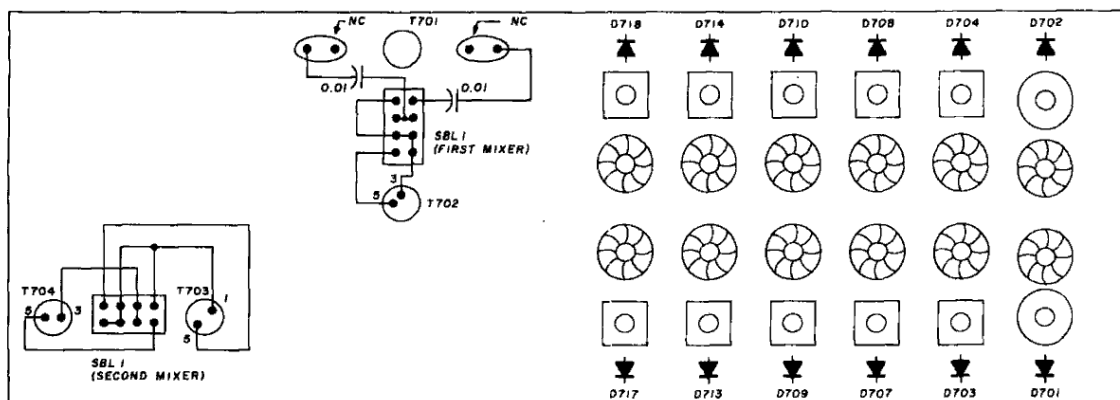 NC T701 NC
D718 D714 D710 D708 D704 D702
0.01 0.01
SBL 1
(FIRST MIXER)
3
5
T702
T704 T703
5 3 1
5
SBL 1
(SECOND MIXER)
D717 D713 D709 D707 D703 D701